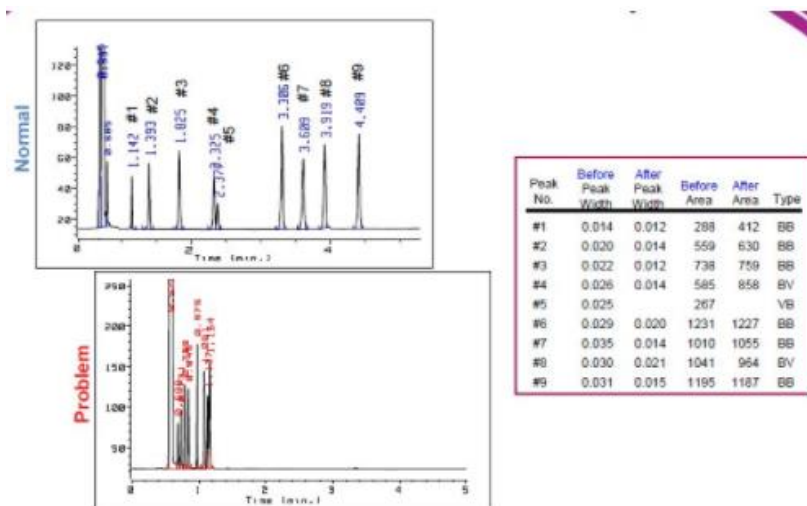 Normal
120
100
80
60
40
20
1.142 #1
1.393 #2
1.825 #3
#4
#5
3.306 #6
3.609 #7
3.919 #8
4.409 #9
2
4
Time (min.)
Problem
250
200
150
100
50
0
1
2
3
4
5
Time (min.)
Peak No. Before Peak Width After Peak Width Before Area After Area Type
#1 0.014 0.012 288 412 BB
#2 0.020 0.014 559 630 BB
#3 0.022 0.012 738 759 BB
#4 0.026 0.014 585 858 BV
#5 0.025 267 VB
#6 0.029 0.020 1231 1227 BB
#7 0.035 0.014 1010 1055 BB
#8 0.030 0.021 1041 964 BV
#9 0.031 0.015 1195 1187 BB